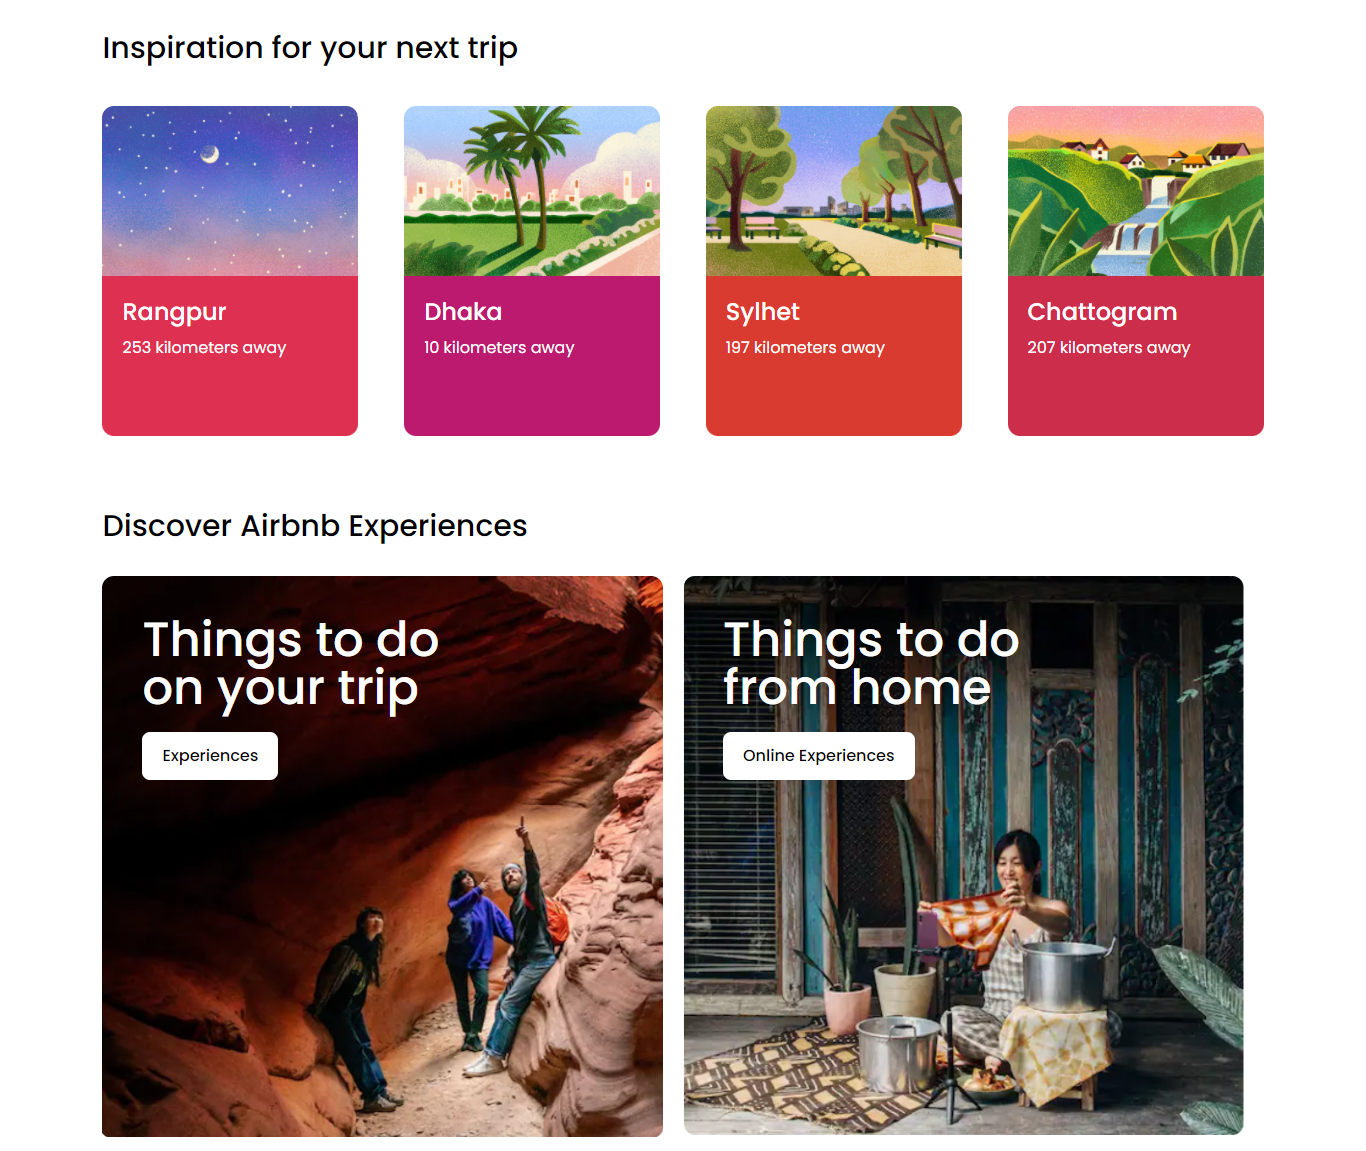 Inspiration for your next trip
Rangpur
253 kilometers away
Dhaka
10 kilometers away
Sylhet
197 kilometers away
Chattogram
207 kilometers away
Discover Airbnb Experiences
Things to do
on your trip
Experiences
Things to do
from home
Online Experiences